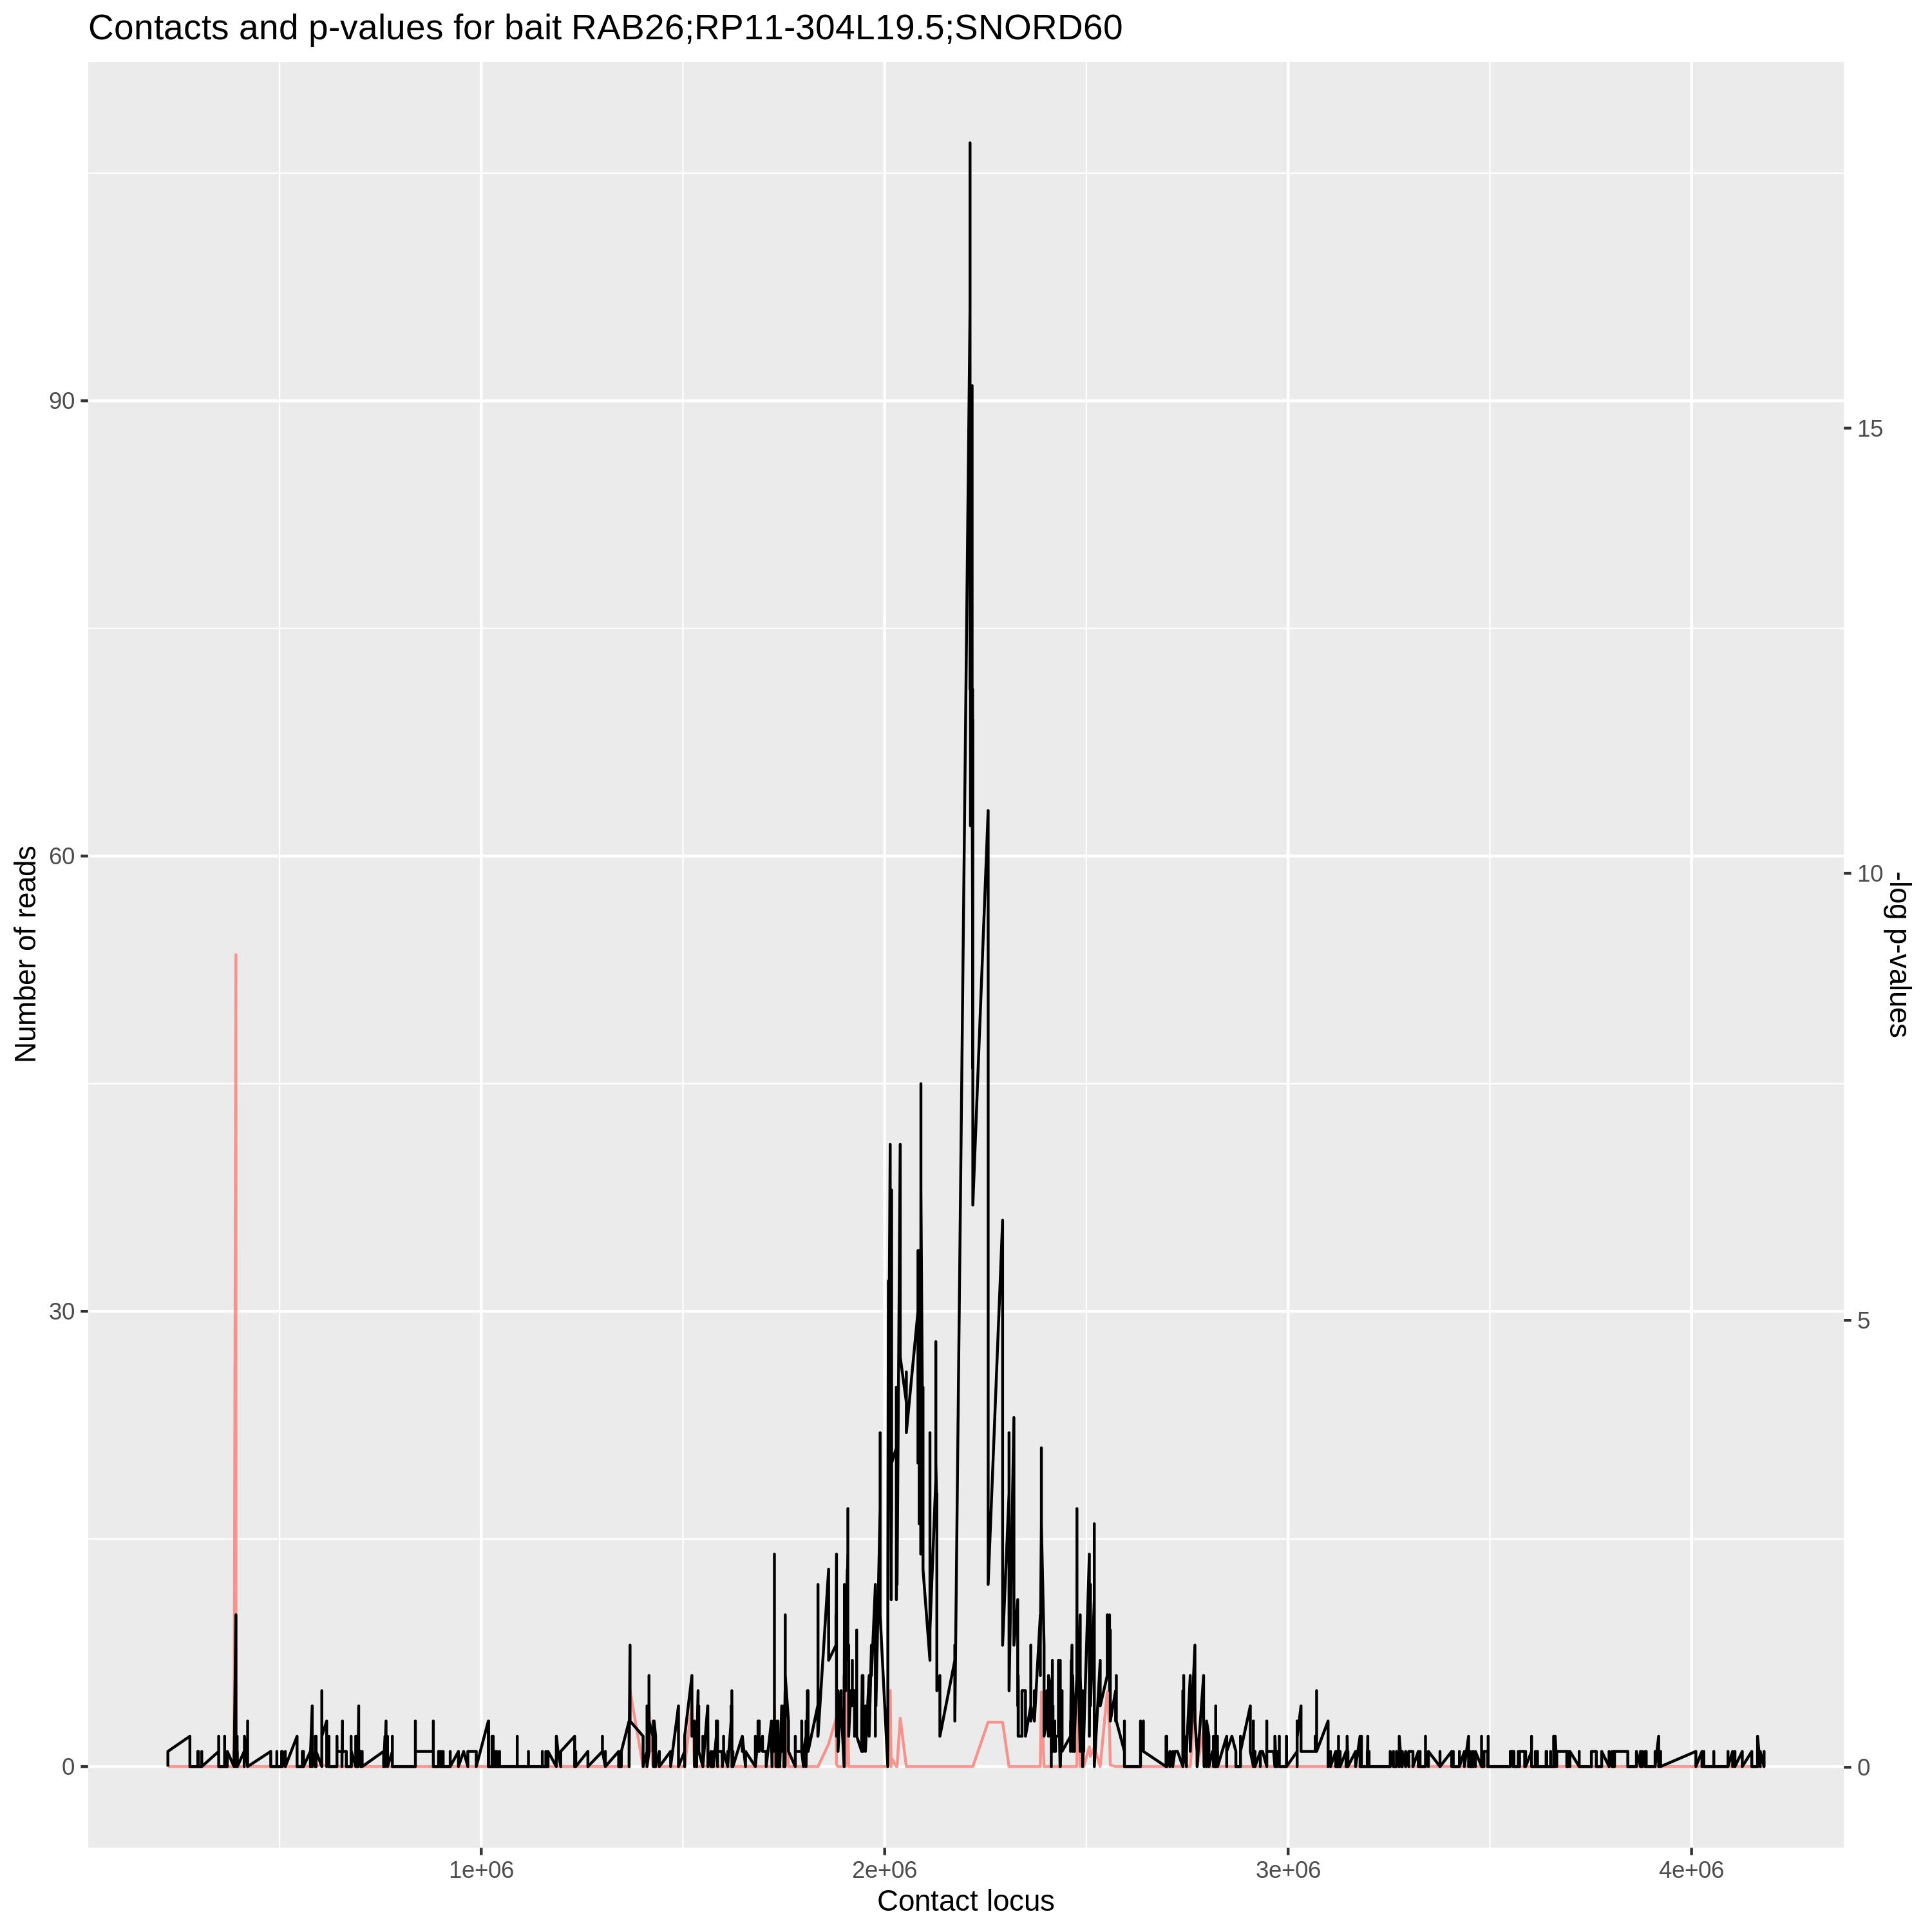 Contacts and p-values for bait RAB26;RP11-304L19.5;SNORD60
90
60
30
0
Number of reads
15
10
5
0
-log p-values
1e+06
2e+06
3e+06
4e+06
Contact locus